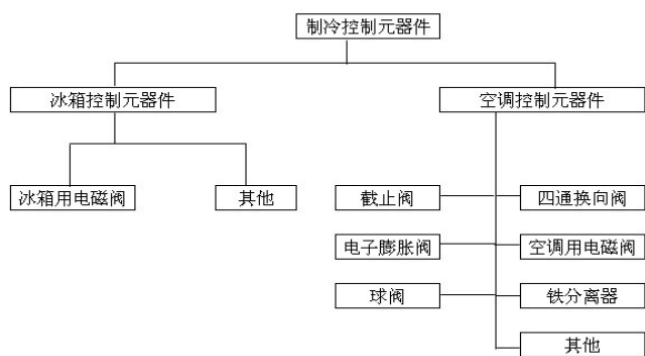 制冷控制元器件
冰箱控制元器件
空调控制元器件
冰箱用电磁阀
其他
截止阀
四通换向阀
电子膨胀阀
空调用电磁阀
球阀
铁分离器
其他